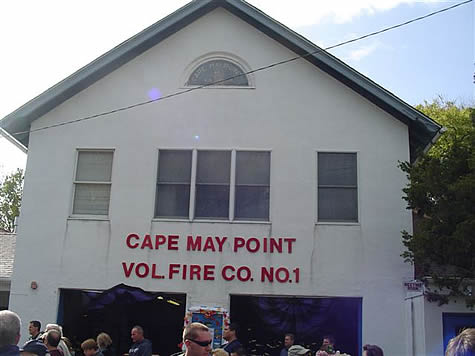 CAPE MAY POINT
VOL. FIRE CO. NO.1